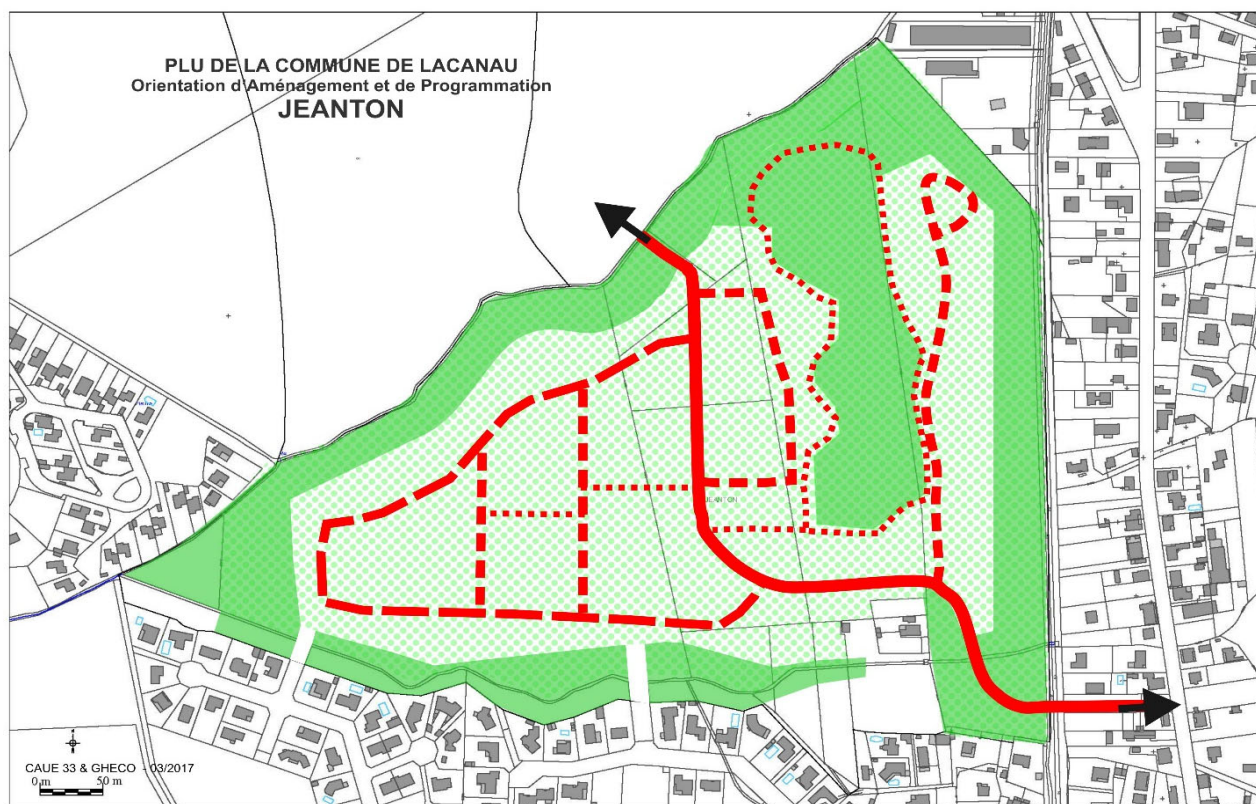 PLU DE LA COMMUNE DE LACANAU
Orientation d'Aménagement et de Programmation
JEANTON
JEANTON
CAUE 33 & GHECO - 03/2017
0 m 50 m